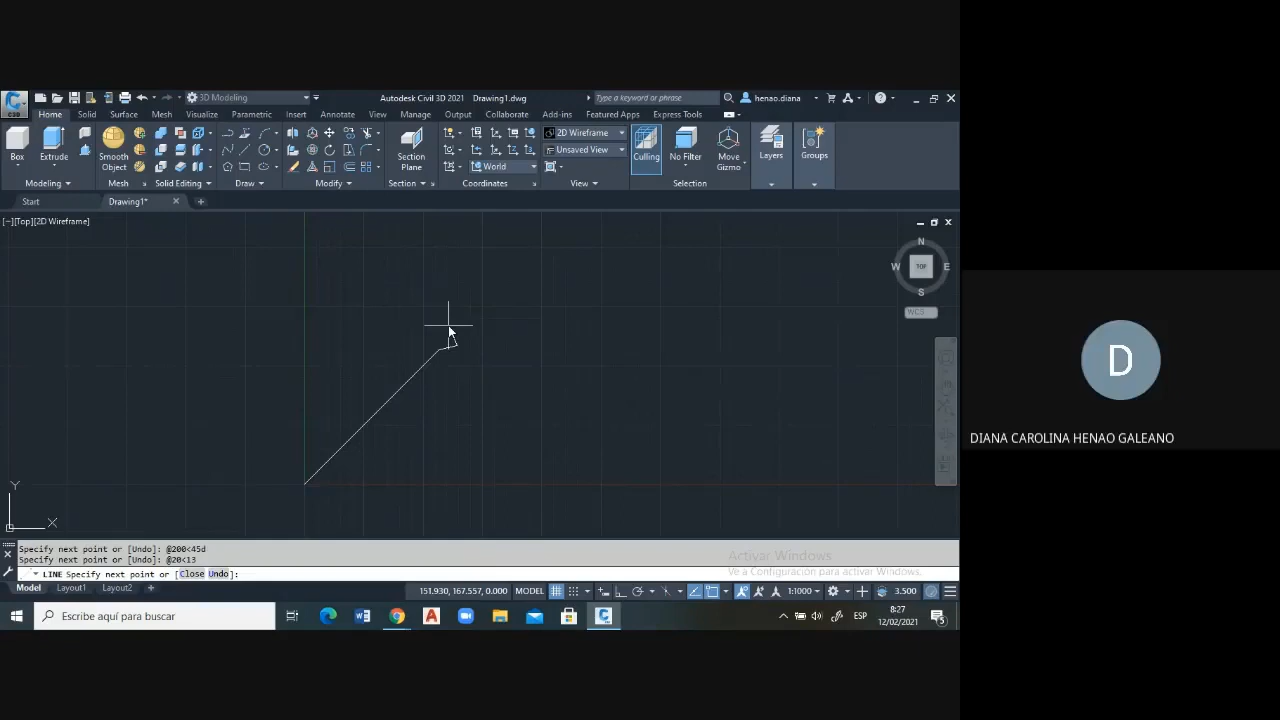 3D Modeling
Autodesk Civil 3D 2021 Drawing1.dwg
Type a keyword or phrase
henao.diana
Home Solid Surface Mesh Visualize Parametric Insert Annotate View Manage Output Collaborate Add-ins Featured Apps Express Tools
Box
Extrude
Smooth
Object
Section
Plane
World
2D Wireframe
Unsaved View
Culling
No Filter
Move
Gizmo
Layers
Groups
Modeling
Mesh
Solid Editing
Draw
Modify
Section
Coordinates
View
Selection
Start
Drawing1*
[−][Top][2D Wireframe]
N
W TOP E
S
WCS
Y
X
Specify next point or [Undo]: @200<45d
Specify next point or [Undo]: @20<13
LINE Specify next point or [Close Undo]:
Activar Windows
Ve a Configuración para activar Windows.
Model Layout1 Layout2
151.930, 167.557, 0.000 MODEL
1:1000
3.500
Escribe aquí para buscar
ESP
8:27
12/02/2021
5
D
DIANA CAROLINA HENAO GALEANO